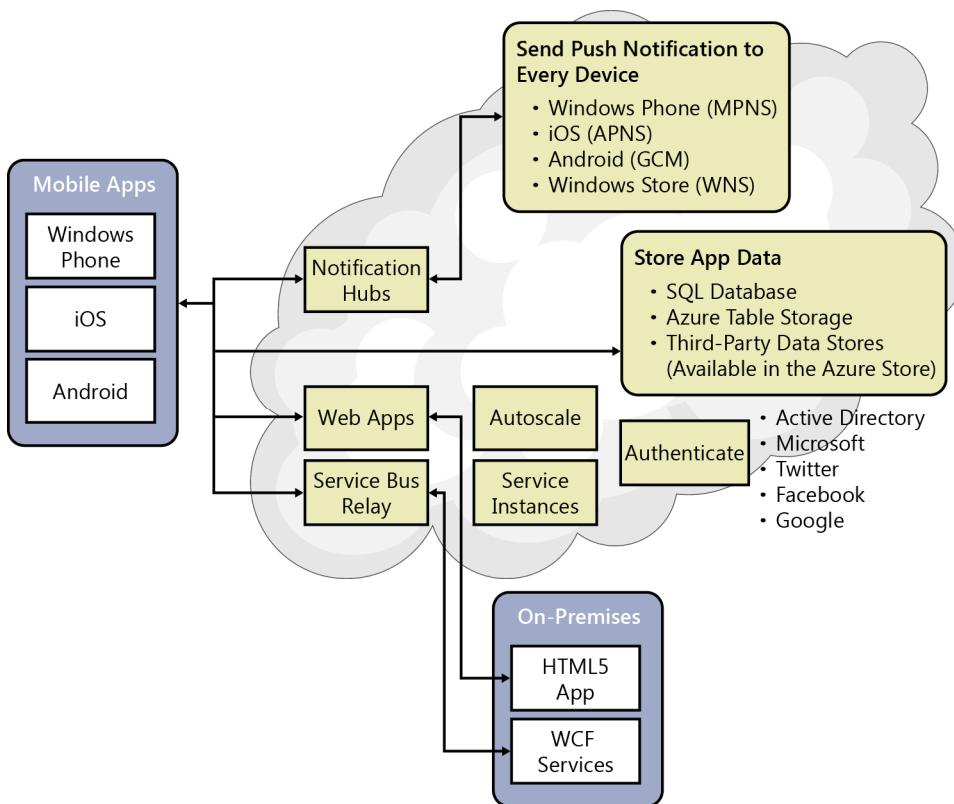 Send Push Notification to
Every Device
• Windows Phone (MPNS)
• iOS (APNS)
• Android (GCM)
• Windows Store (WNS)
Mobile Apps
Windows
Phone
iOS
Android
Notification
Hubs
Store App Data
• SQL Database
• Azure Table Storage
• Third-Party Data Stores
(Available in the Azure Store)
Web Apps
Autoscale
Service Bus
Relay
Service
Instances
Authenticate
• Active Directory
• Microsoft
• Twitter
• Facebook
• Google
On-Premises
HTML5
App
WCF
Services